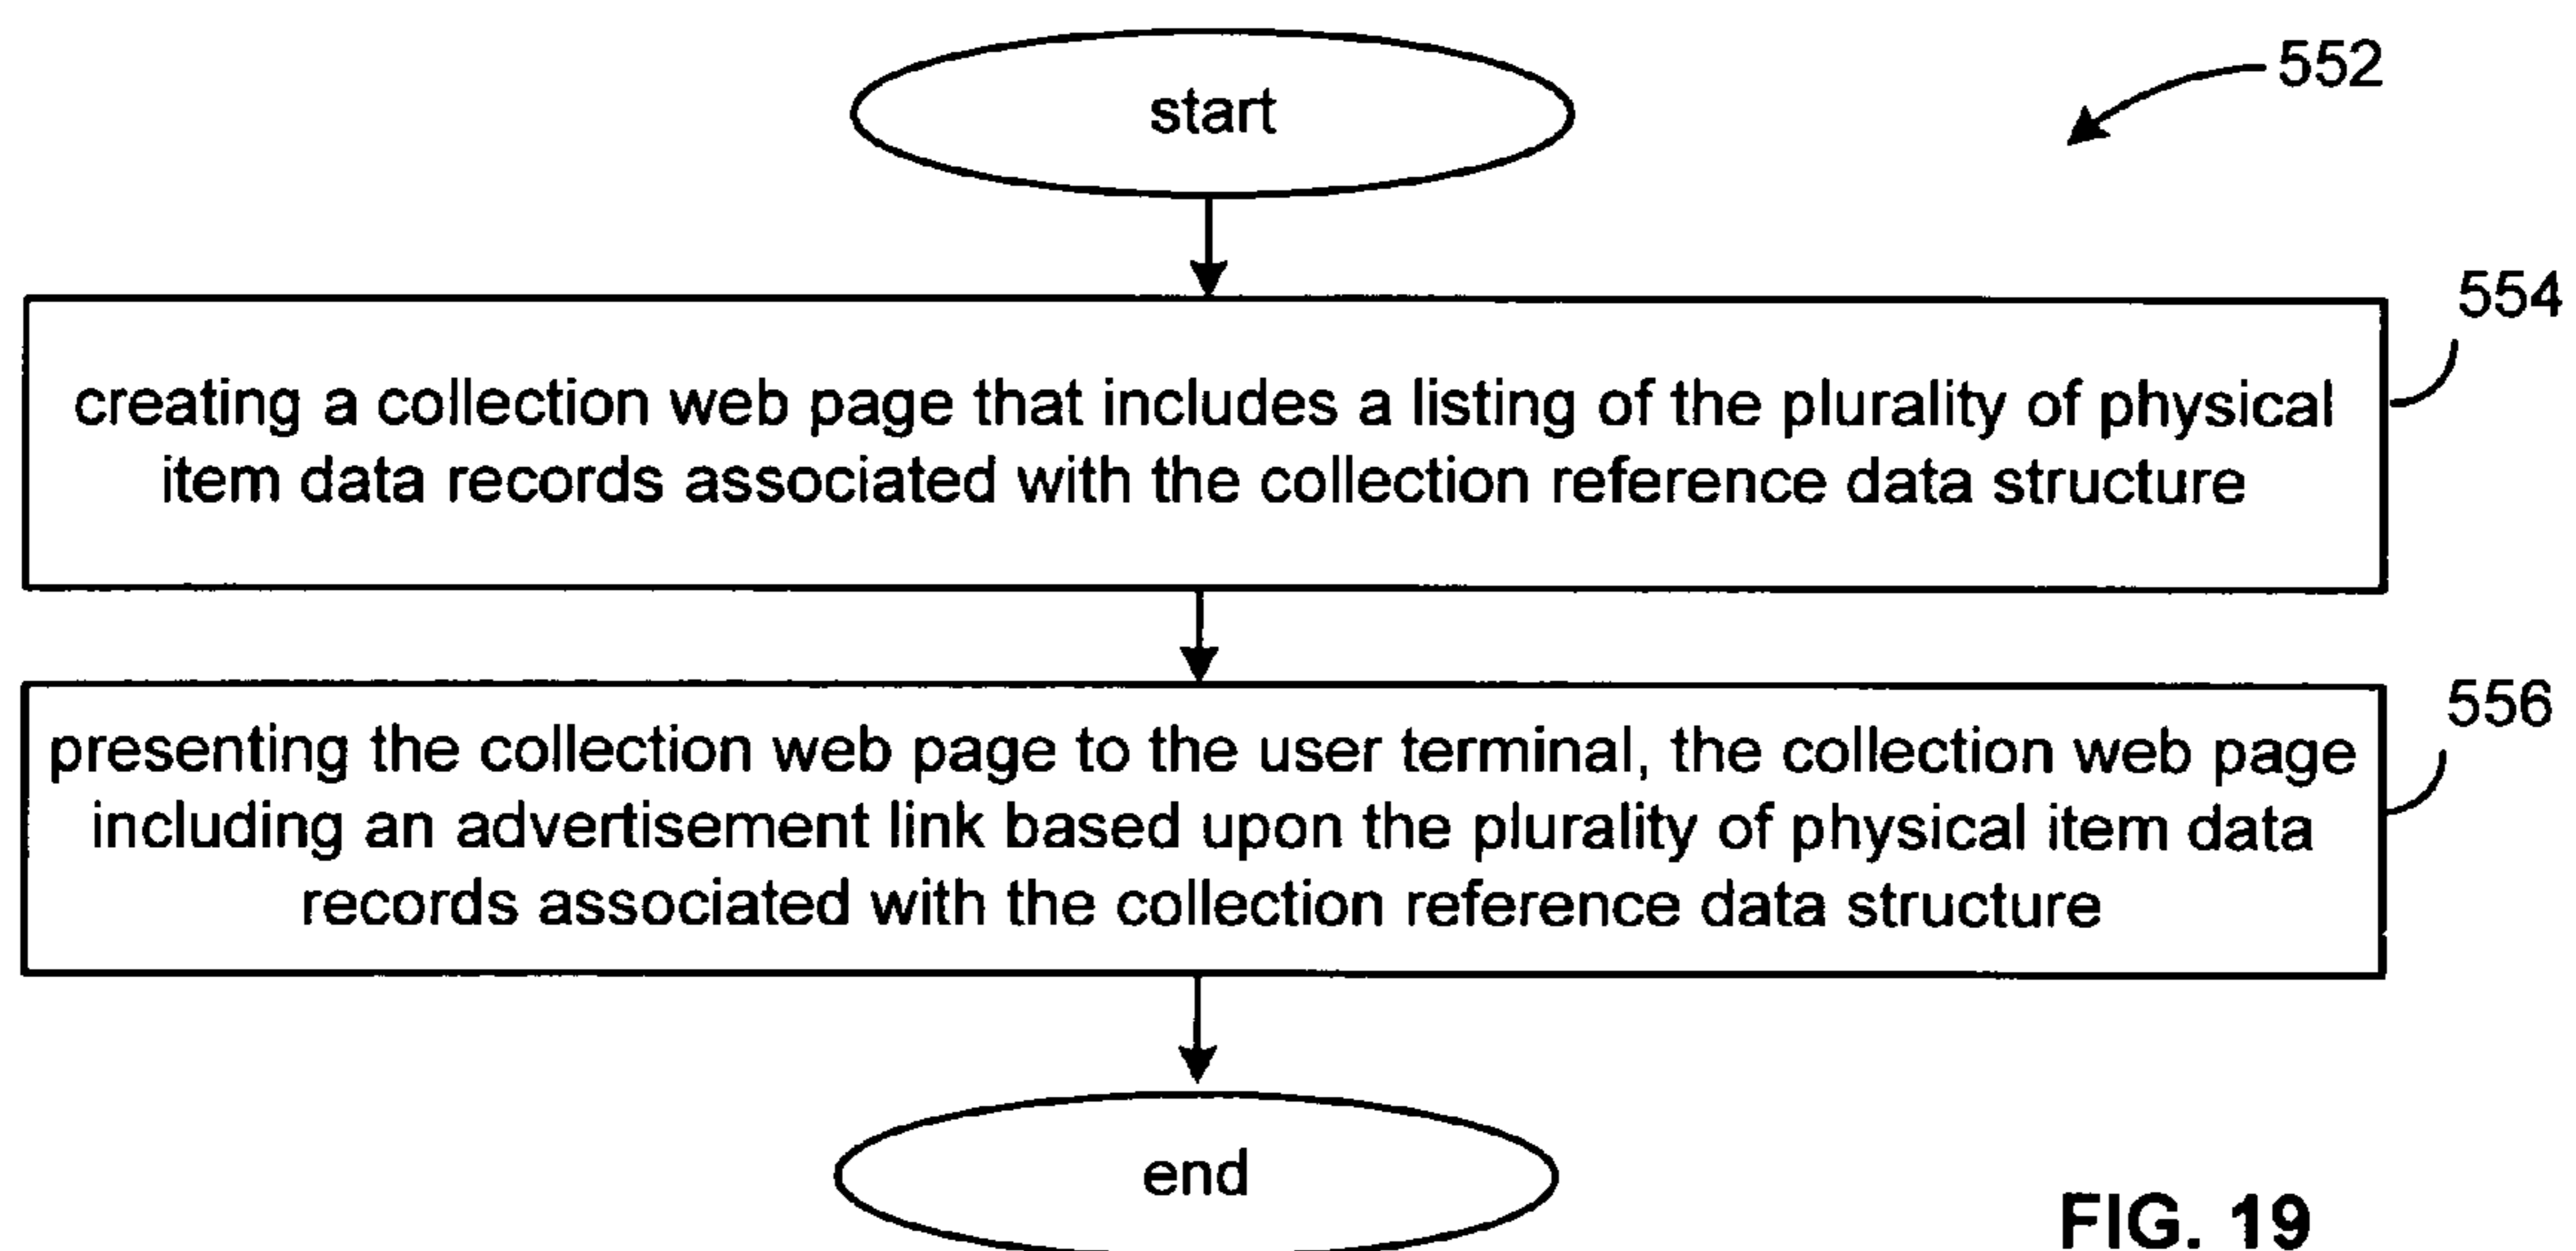 start
552
554
creating a collection web page that includes a listing of the plurality of physical
item data records associated with the collection reference data structure
556
presenting the collection web page to the user terminal, the collection web page
including an advertisement link based upon the plurality of physical item data
records associated with the collection reference data structure
end
FIG. 19